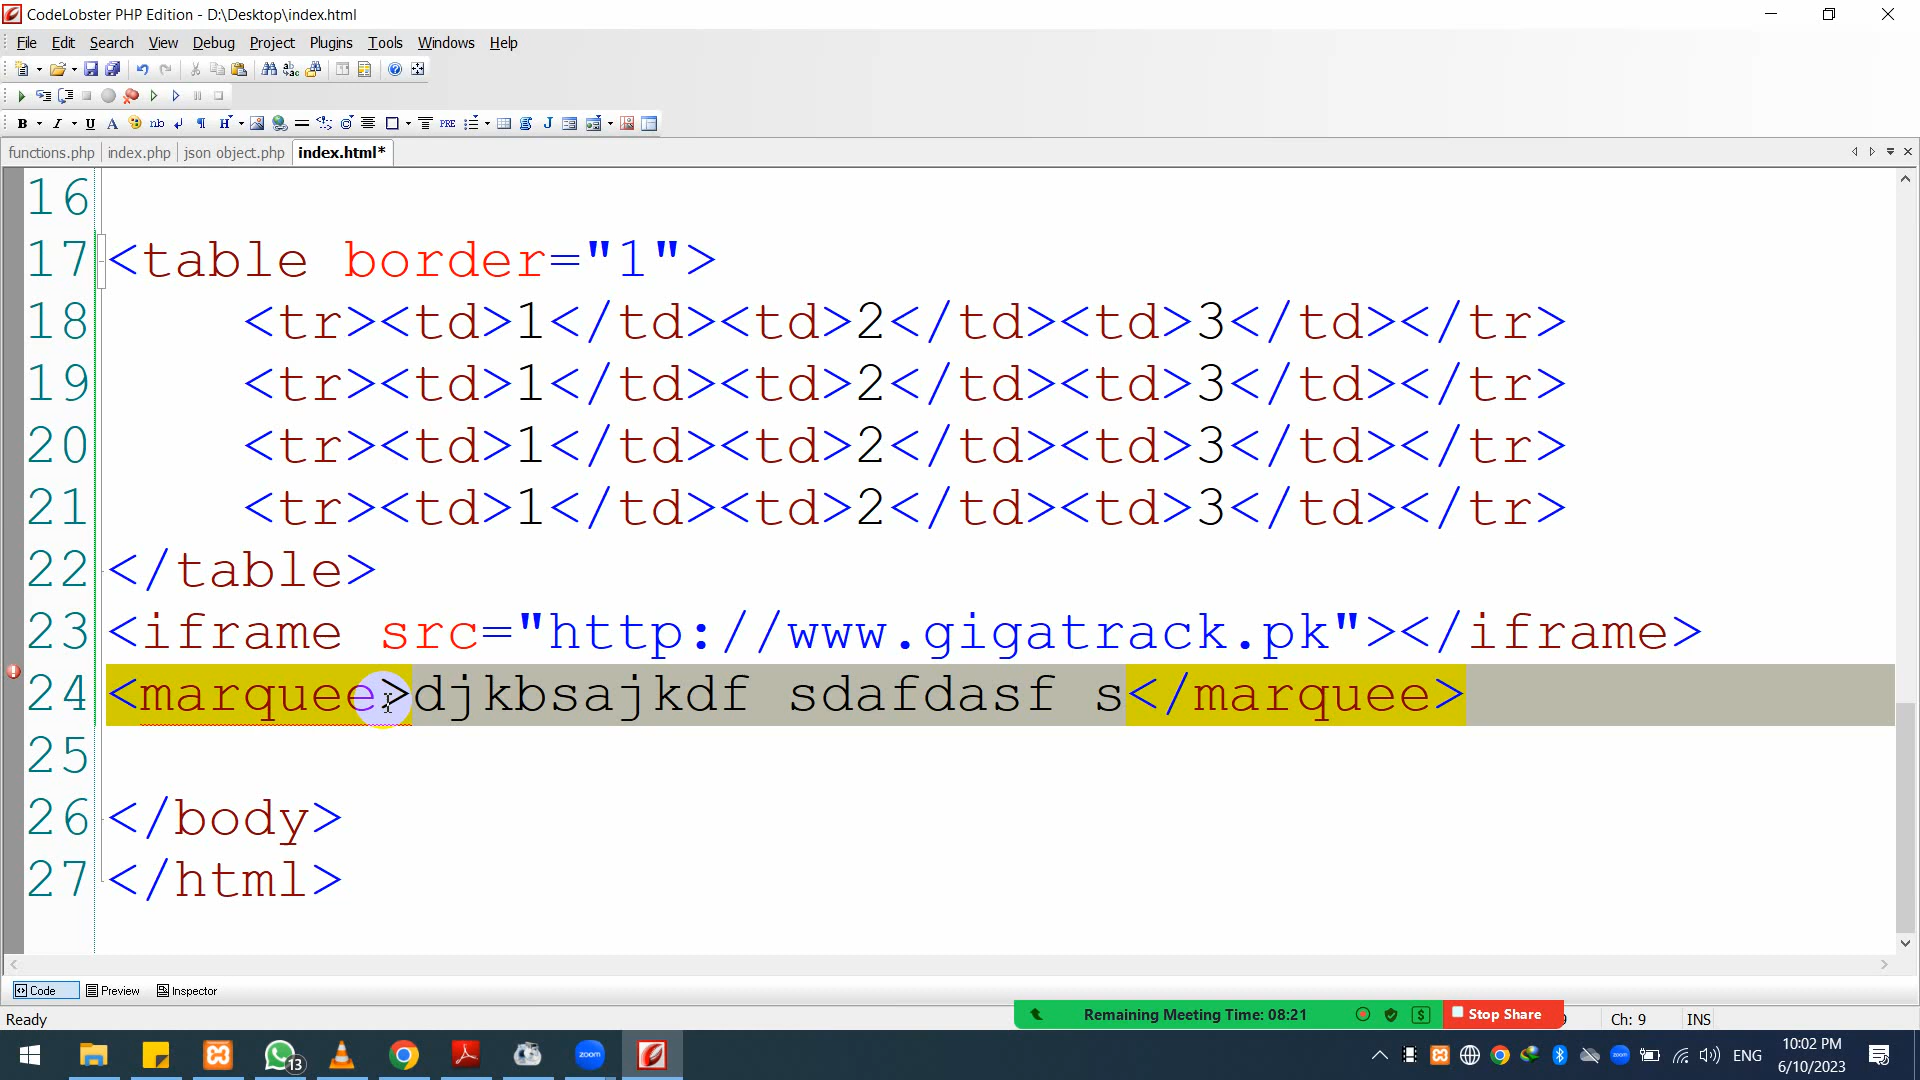 CodeLobster PHP Edition - D:\Desktop\index.html
File Edit Search View Debug Project Plugins Tools Windows Help
B I U A nb ¶ H PRE J
functions.php index.php json object.php index.html*
16
17 <table border="1">
18 <tr><td>1</td><td>2</td><td>3</td></tr>
19 <tr><td>1</td><td>2</td><td>3</td></tr>
20 <tr><td>1</td><td>2</td><td>3</td></tr>
21 <tr><td>1</td><td>2</td><td>3</td></tr>
22 </table>
23 <iframe src="http://www.gigatrack.pk"></iframe>
24 <marquee>djkbsajkdf sdafdasf s</marquee>
25
26 </body>
27 </html>
Code Preview Inspector
Remaining Meeting Time: 08:21 Stop Share
Ready Ch: 9 INS
13 zoom ENG 10:02 PM
6/10/2023